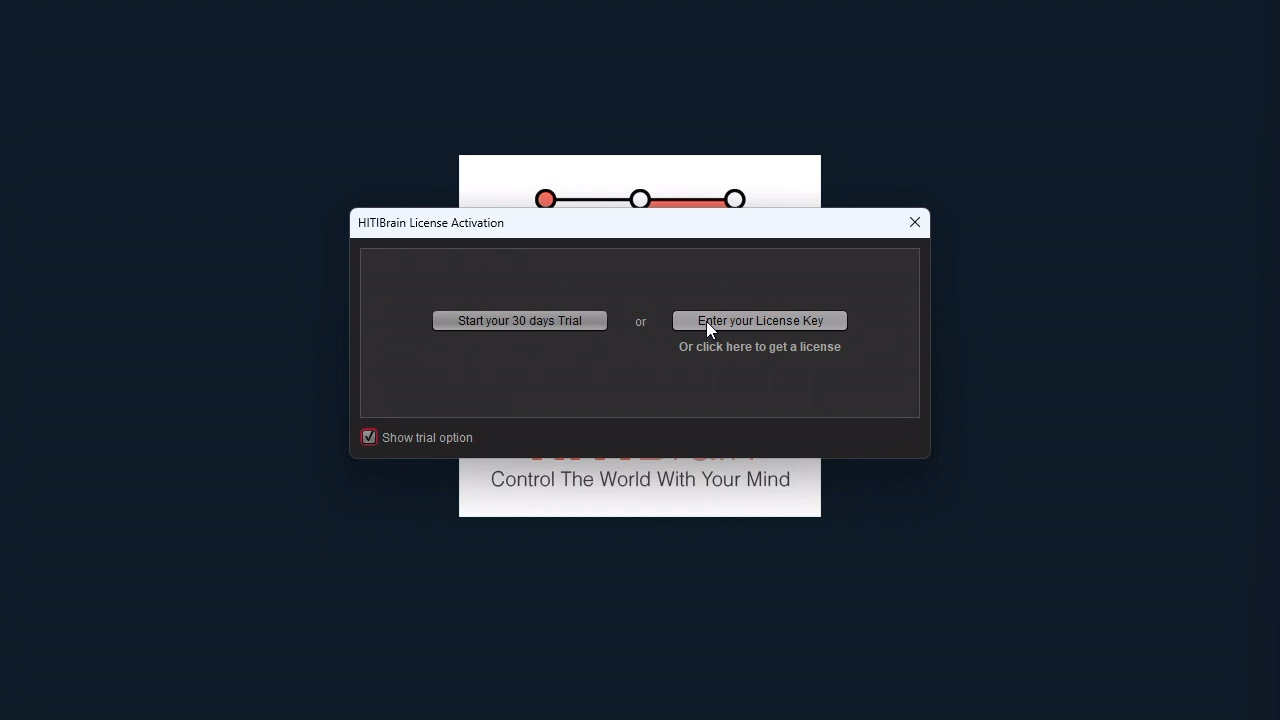 HITIBrain License Activation
Start your 30 days Trial or Enter your License Key
Or click here to get a license
Show trial option
Control The World With Your Mind